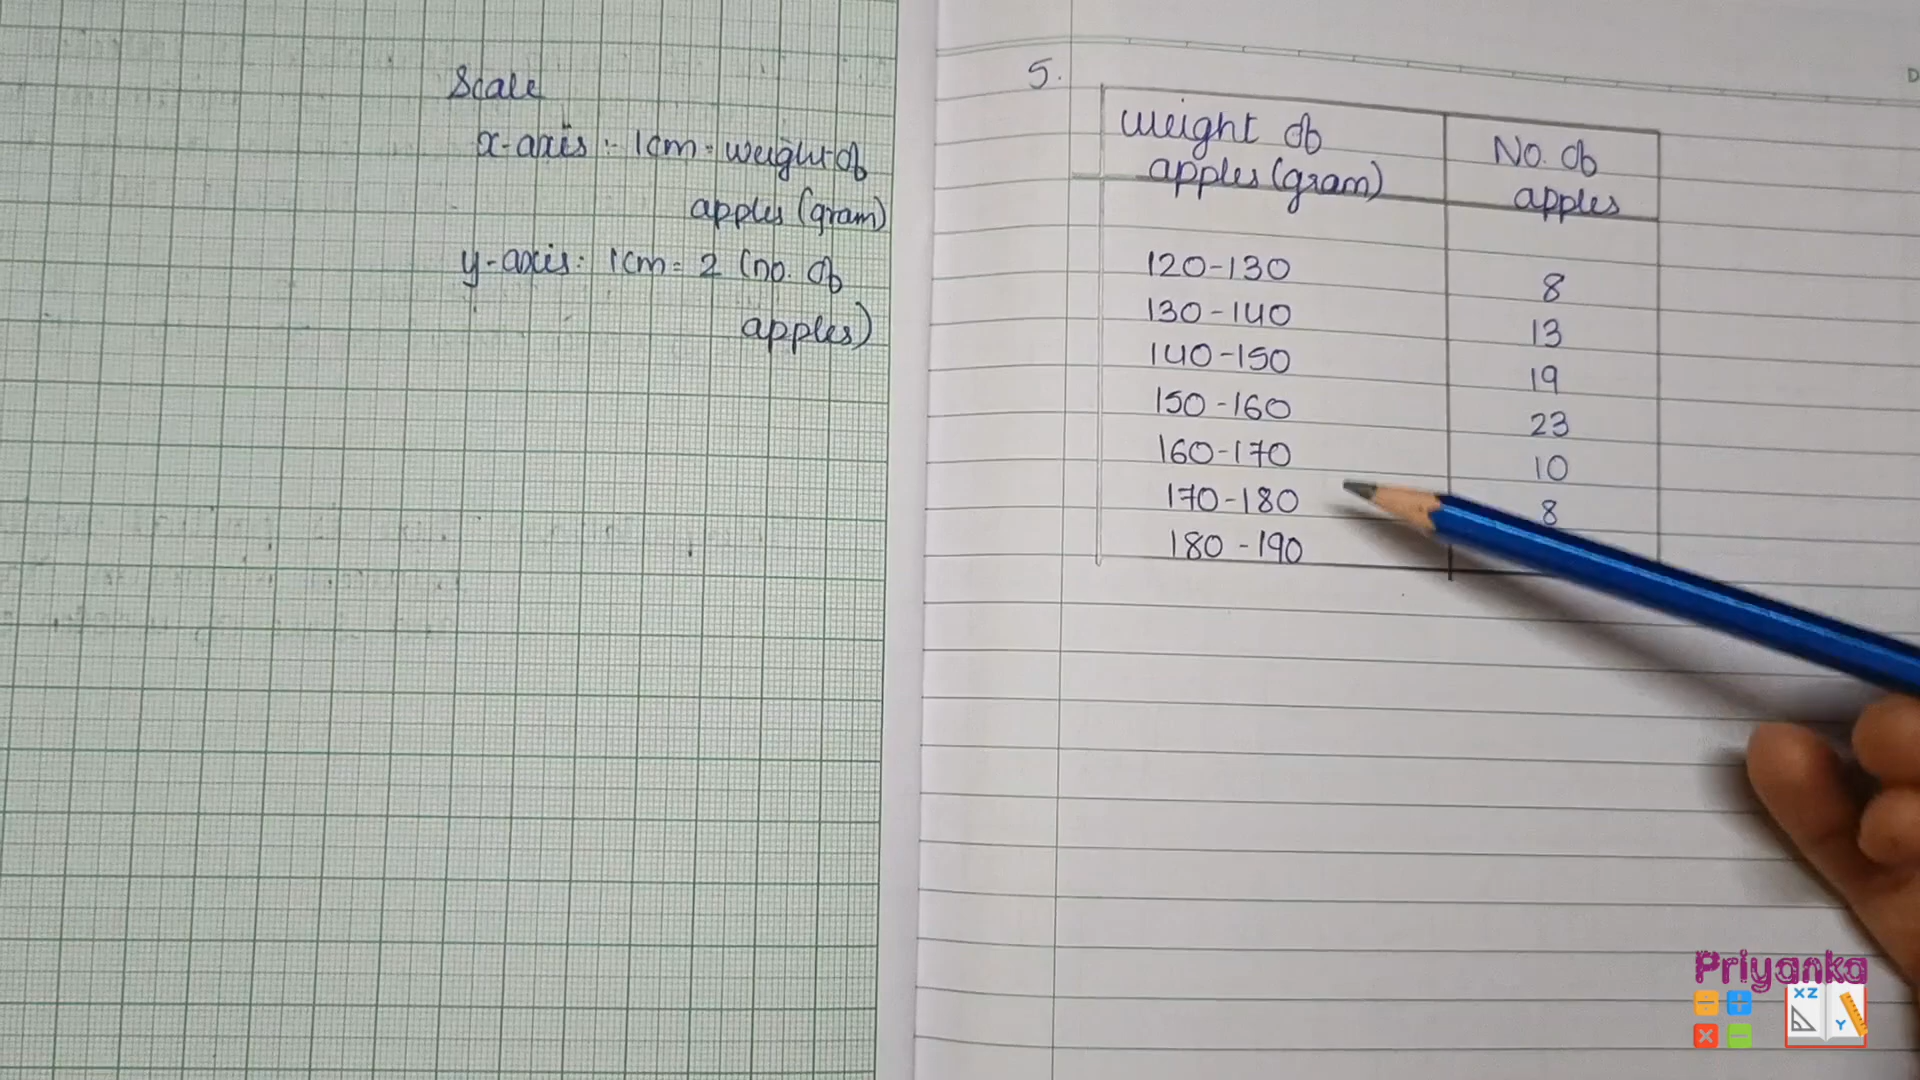 Scale
x-axis :- 1cm = weight of
apples (gram)
y-axis: 1cm = 2 (no. of
apples)
5.
weight of
apples (gram)
No. of
apples
120-130 8
130-140 13
140-150 19
150-160 23
160-170 10
170-180 8
180-190
Priyanka
XZ
Y